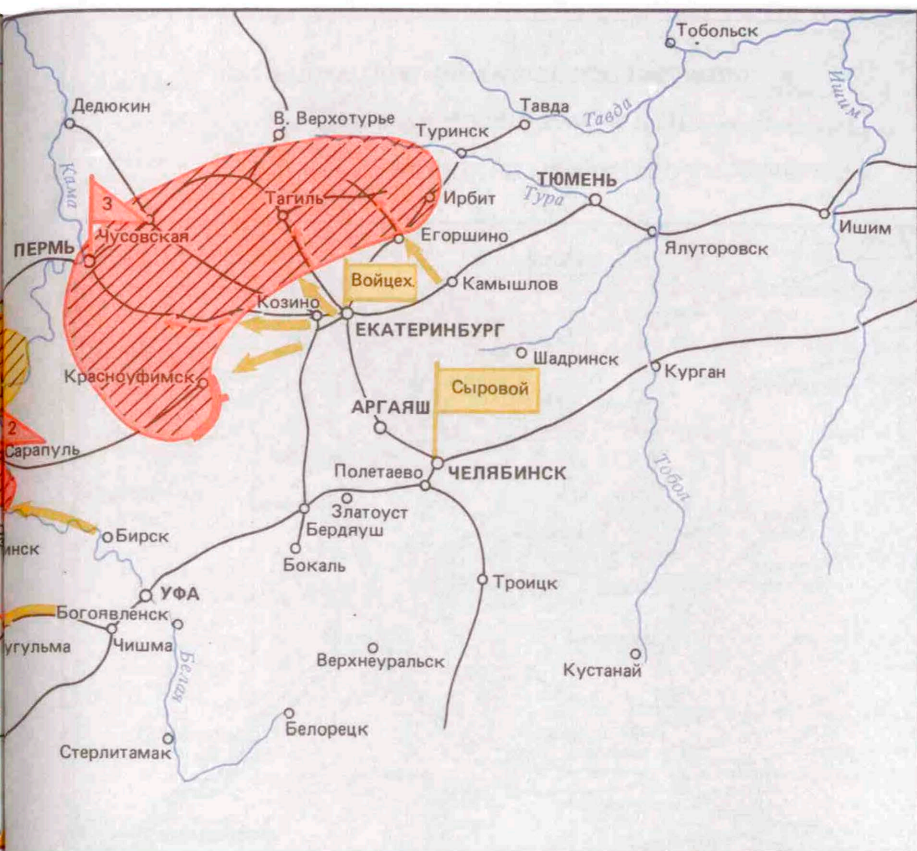 Тобольск
Ишим
Дедюкин
Тавда
Тавда
В. Верхотурье
Туринск
Кама
ТЮМЕНЬ
Тагиль
Ирбит
Тура
3
Чусовская
Егоршино
Ишим
ПЕРМЬ
Ялуторовск
Войцех.
Камышлов
Козино
ЕКАТЕРИНБУРГ
Шадринск
Красноуфимск
Сыровой
Курган
АРГАЯШ
2
Сарапуль
Полетаево
ЧЕЛЯБИНСК
Тобол
Златоуст
Бирск
Бердяуш
инск
Бокаль
Троицк
УФА
Богоявленск
угульма
Чишма
Белая
Верхнеуральск
Кустанай
Белорецк
Стерлитамак